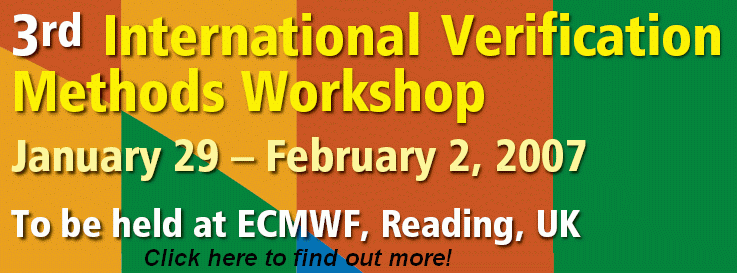 3rd International Verification
Methods Workshop
January 29 – February 2, 2007
To be held at ECMWF, Reading, UK
Click here to find out more!